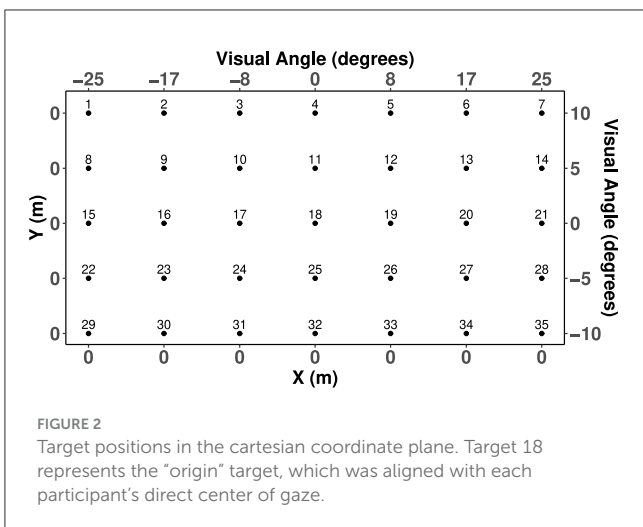 Visual Angle (degrees)
−25 −17 −8 0 8 17 25
1 2 3 4 5 6 7
0 10
8 9 10 11 12 13 14
0 5
15 16 17 18 19 20 21
0 0
22 23 24 25 26 27 28
0 −5
29 30 31 32 33 34 35
0 −10
Y (m)
Visual Angle (degrees)
0 0 0 0 0 0 0
X (m)
FIGURE 2
Target positions in the cartesian coordinate plane. Target 18
represents the “origin” target, which was aligned with each
participant’s direct center of gaze.